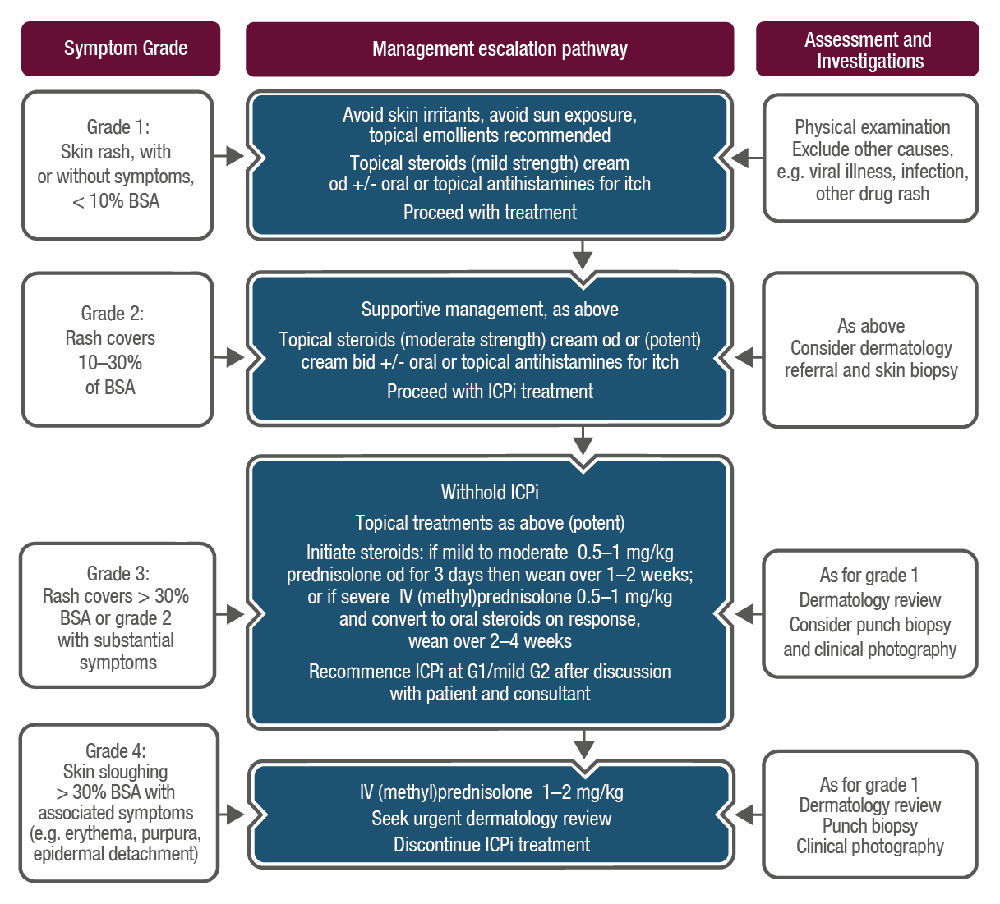 Symptom Grade
Management escalation pathway
Assessment and
Investigations
Grade 1:
Skin rash, with
or without symptoms,
< 10% BSA
Avoid skin irritants, avoid sun exposure,
topical emollients recommended
Topical steroids (mild strength) cream
od +/- oral or topical antihistamines for itch
Proceed with treatment
Physical examination
Exclude other causes,
e.g. viral illness, infection,
other drug rash
Grade 2:
Rash covers
10–30%
of BSA
Supportive management, as above
Topical steroids (moderate strength) cream od or (potent)
cream bid +/- oral or topical antihistamines for itch
Proceed with ICPi treatment
As above
Consider dermatology
referral and skin biopsy
Grade 3:
Rash covers > 30%
BSA or grade 2
with substantial
symptoms
Withhold ICPi
Topical treatments as above (potent)
Initiate steroids: if mild to moderate 0.5–1 mg/kg
prednisolone od for 3 days then wean over 1–2 weeks;
or if severe IV (methyl)prednisolone 0.5–1 mg/kg
and convert to oral steroids on response,
wean over 2–4 weeks
Recommence ICPi at G1/mild G2 after discussion
with patient and consultant
As for grade 1
Dermatology review
Consider punch biopsy
and clinical photography
Grade 4:
Skin sloughing
> 30% BSA with
associated symptoms
(e.g. erythema, purpura,
epidermal detachment)
IV (methyl)prednisolone 1–2 mg/kg
Seek urgent dermatology review
Discontinue ICPi treatment
As for grade 1
Dermatology review
Punch biopsy
Clinical photography